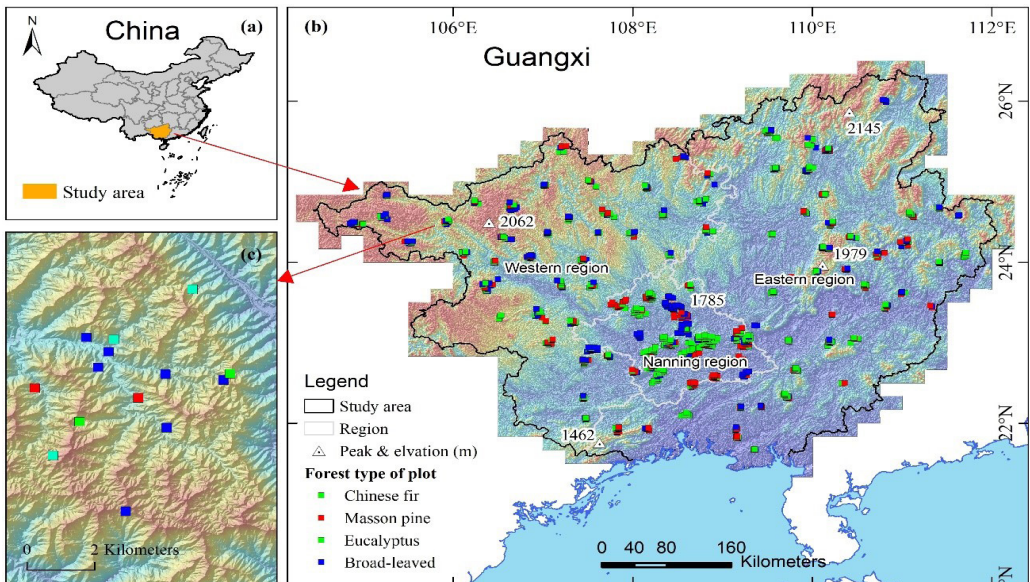 N
China
(a)
Study area
(c)
0 2 Kilometers
106°E 108°E 110°E 112°E
(b)
Guangxi
26°N
24°N
22°N
2145
2062
1979
1785
1462
Western region
Eastern region
Nanning region
Legend
Study area
Region
Peak & elvation (m)
Forest type of plot
Chinese fir
Masson pine
Eucalyptus
Broad-leaved
0 40 80 160
Kilometers